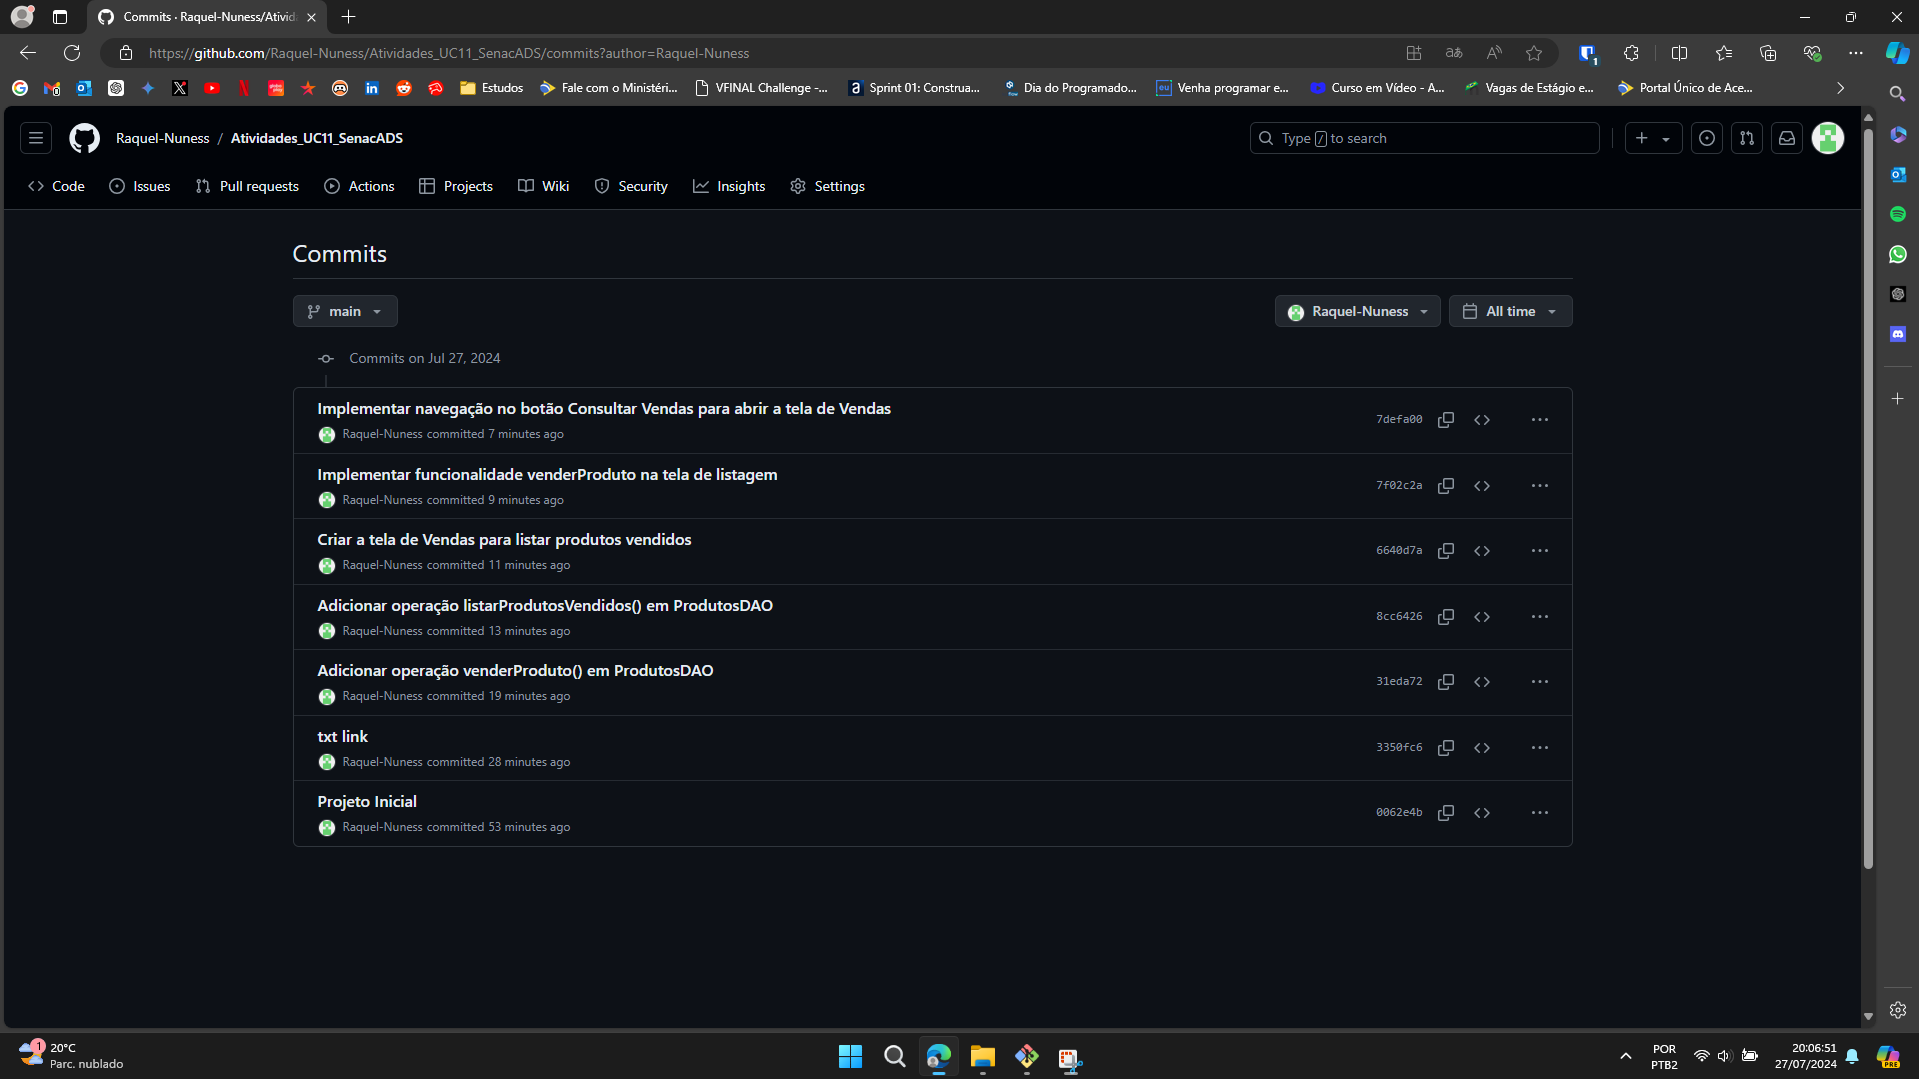 Commits · Raquel-Nuness/Ativid
https://github.com/Raquel-Nuness/Atividades_UC11_SenacADS/commits?author=Raquel-Nuness
Estudos
Fale com o Ministéri...
VFINAL Challenge -...
Sprint 01: Construa...
Dia do Programado...
Venha programar e...
Curso em Vídeo - A...
Vagas de Estágio e...
Portal Único de Ace...
Raquel-Nuness / Atividades_UC11_SenacADS
Type / to search
Code
Issues
Pull requests
Actions
Projects
Wiki
Security
Insights
Settings
Commits
main
Raquel-Nuness
All time
Commits on Jul 27, 2024
Implementar navegação no botão Consultar Vendas para abrir a tela de Vendas
Raquel-Nuness committed 7 minutes ago
7defa00
Implementar funcionalidade venderProduto na tela de listagem
Raquel-Nuness committed 9 minutes ago
7f02c2a
Criar a tela de Vendas para listar produtos vendidos
Raquel-Nuness committed 11 minutes ago
6640d7a
Adicionar operação listarProdutosVendidos() em ProdutosDAO
Raquel-Nuness committed 13 minutes ago
8cc6426
Adicionar operação venderProduto() em ProdutosDAO
Raquel-Nuness committed 19 minutes ago
31eda72
txt link
Raquel-Nuness committed 28 minutes ago
3350fc6
Projeto Inicial
Raquel-Nuness committed 53 minutes ago
0062e4b
1
20°C
Parc. nublado
POR
PTB2
20:06:51
27/07/2024